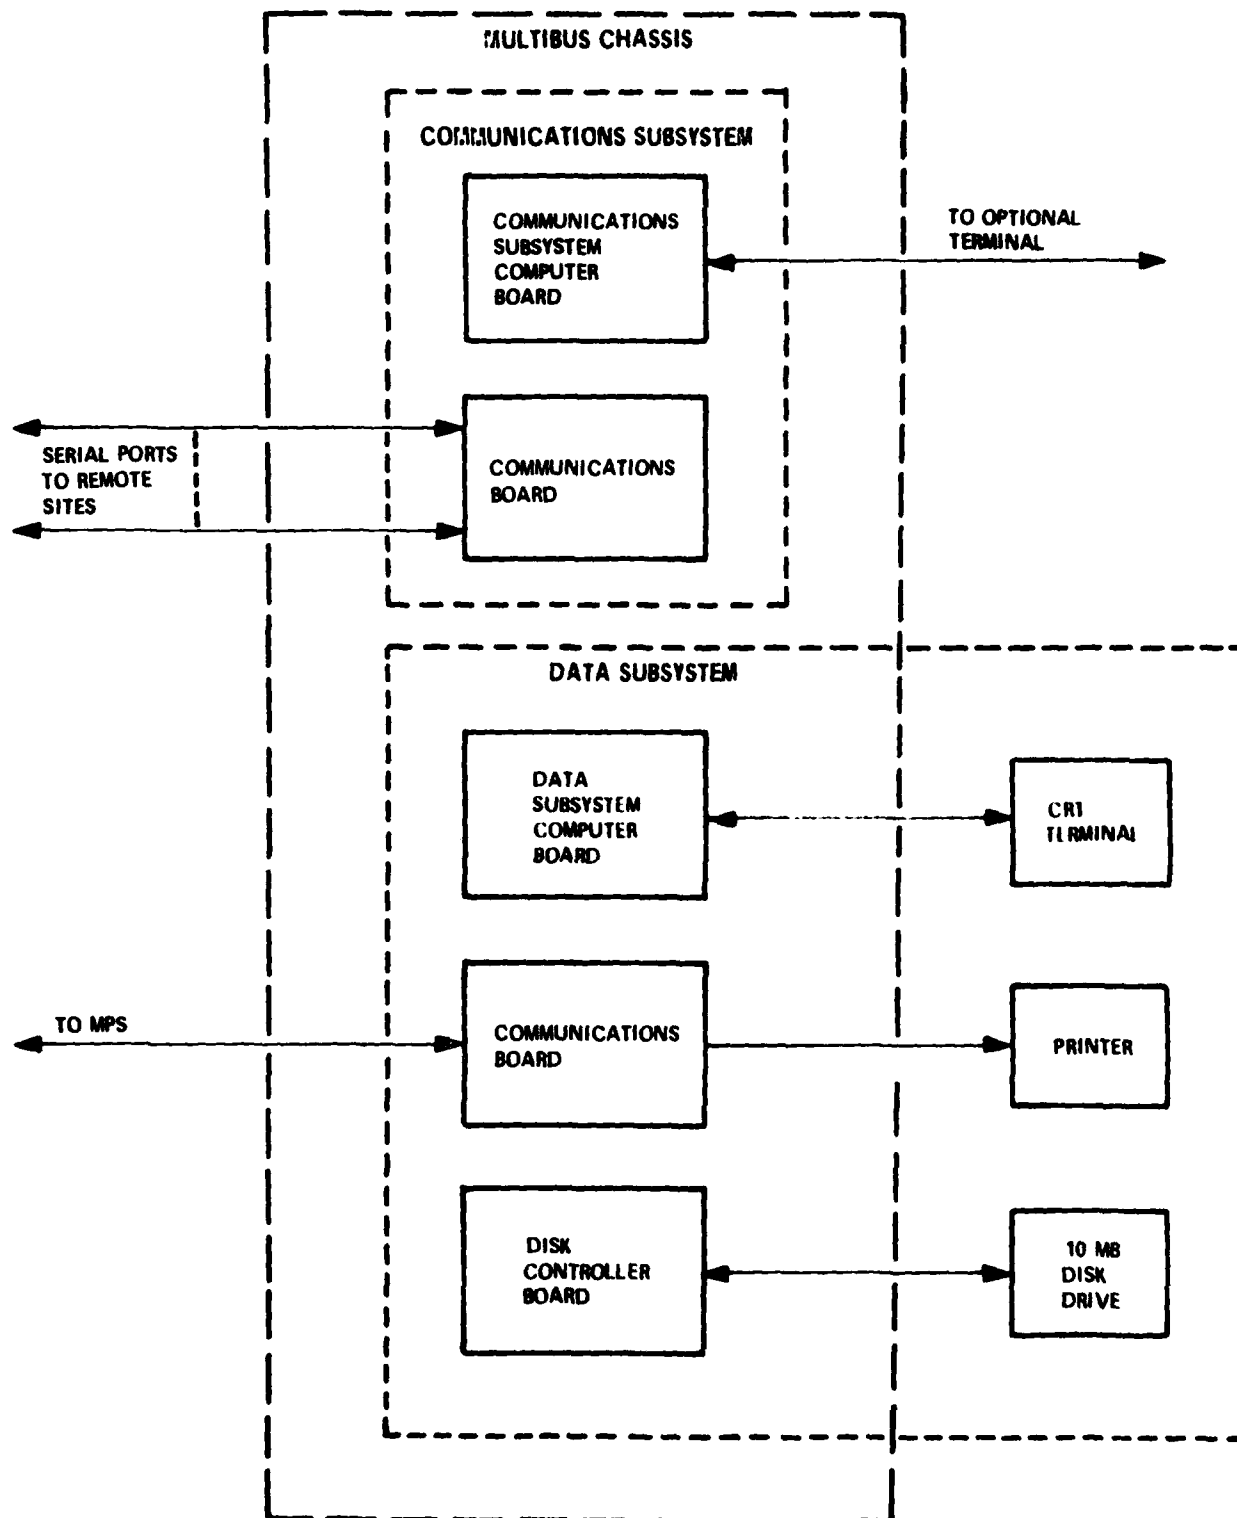 MULTIBUS CHASSIS
COMMUNICATIONS SUBSYSTEM
COMMUNICATIONS
SUBSYSTEM
COMPUTER
BOARD
TO OPTIONAL
TERMINAL
SERIAL PORTS
TO REMOTE
SITES
COMMUNICATIONS
BOARD
DATA SUBSYSTEM
DATA
SUBSYSTEM
COMPUTER
BOARD
CRT
TERMINAL
TO MPS
COMMUNICATIONS
BOARD
PRINTER
DISK
CONTROLLER
BOARD
10 MB
DISK
DRIVE